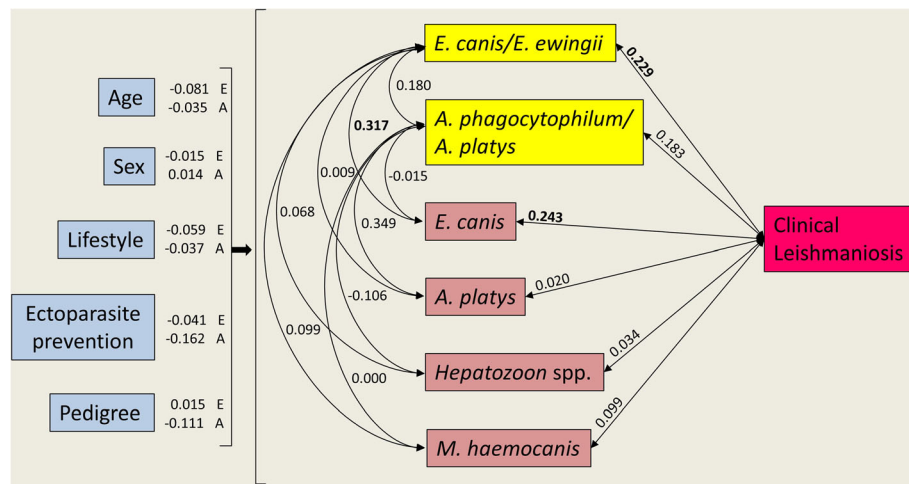 Age
-0.081 E
-0.035 A
Sex
-0.015 E
0.014 A
Lifestyle
-0.059 E
-0.037 A
Ectoparasite
prevention
-0.041 E
-0.162 A
Pedigree
0.015 E
-0.111 A
E. canis/E. ewingii
0.229
0.180
A. phagocytophilum/
A. platys
0.183
0.317
0.009
-0.015
E. canis
0.243
0.068
0.349
Clinical
Leishmaniosis
A. platys
0.020
-0.106
0.099
Hepatozoon spp.
0.034
0.000
M. haemocanis
0.099